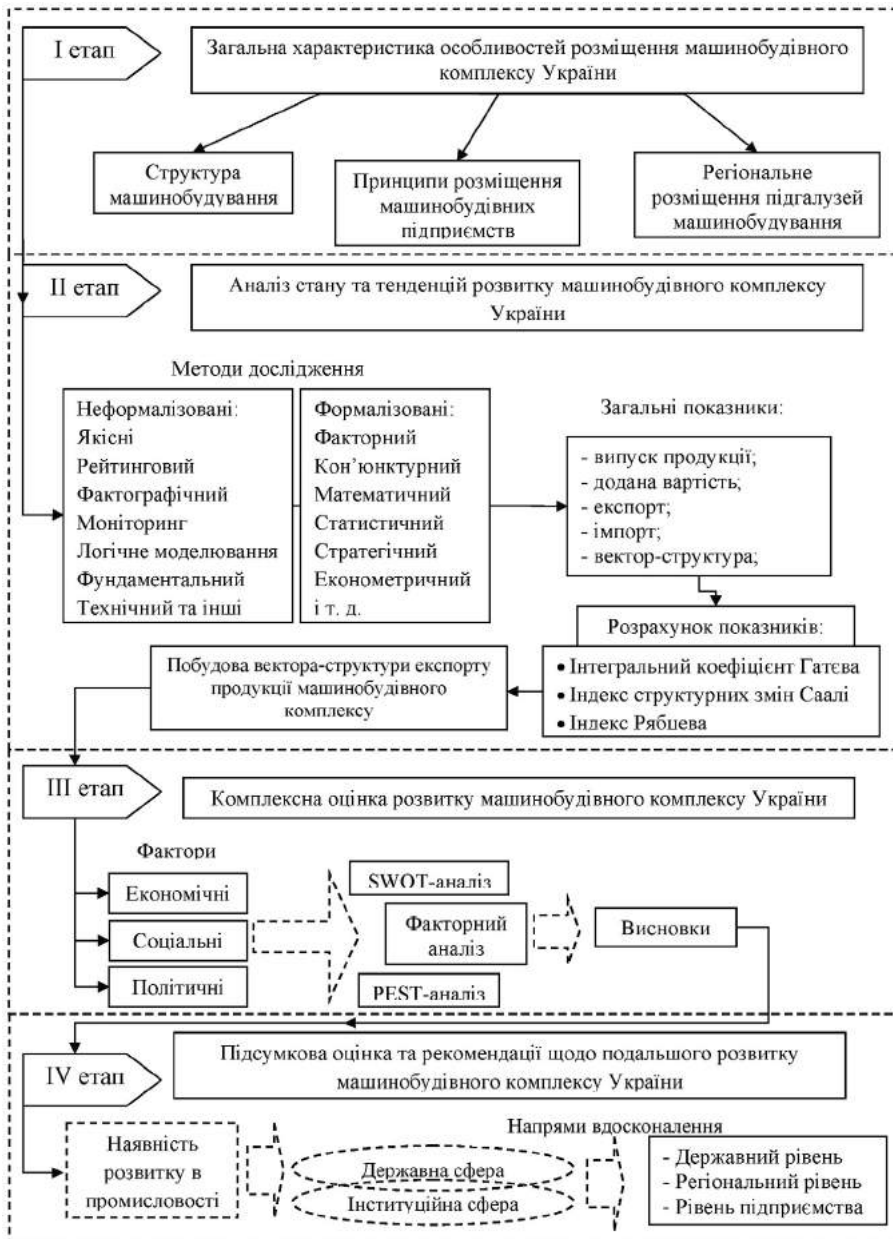 І етап
Загальна характеристика особливостей розміщення машинобудівного
комплексу України
Структура
машинобудування
Принципи розміщення
машинобудівних
підприємств
Регіональне
розміщення підгалузей
машинобудування
ІІ етап
Аналіз стану та тенденцій розвитку машинобудівного комплексу
України
Методи дослідження
Неформалізовані:
Якісні
Рейтинговий
Фактографічний
Моніторинг
Логічне моделювання
Фундаментальний
Технічний та інші
Формалізовані:
Факторний
Кон’юнктурний
Математичний
Статистичний
Стратегічний
Економетричний
і т. д.
Загальні показники:
- випуск продукції;
- додана вартість;
- експорт;
- імпорт;
- вектор-структура;
Розрахунок показників:
• Інтегральний коефіцієнт Гатєва
• Індекс структурних змін Саалі
• Індекс Рябцева
Побудова вектора-структури експорту
продукції машинобудівного
комплексу
ІІІ етап
Комплексна оцінка розвитку машинобудівного комплексу України
Фактори
Економічні
Соціальні
Політичні
SWOT-аналіз
Факторний
аналіз
PEST-аналіз
Висновки
IV етап
Підсумкова оцінка та рекомендації щодо подальшого розвитку
машинобудівного комплексу України
Наявність
розвитку в
промисловості
Державна сфера
Інституційна сфера
Напрями вдосконалення
- Державний рівень
- Регіональний рівень
- Рівень підприємства